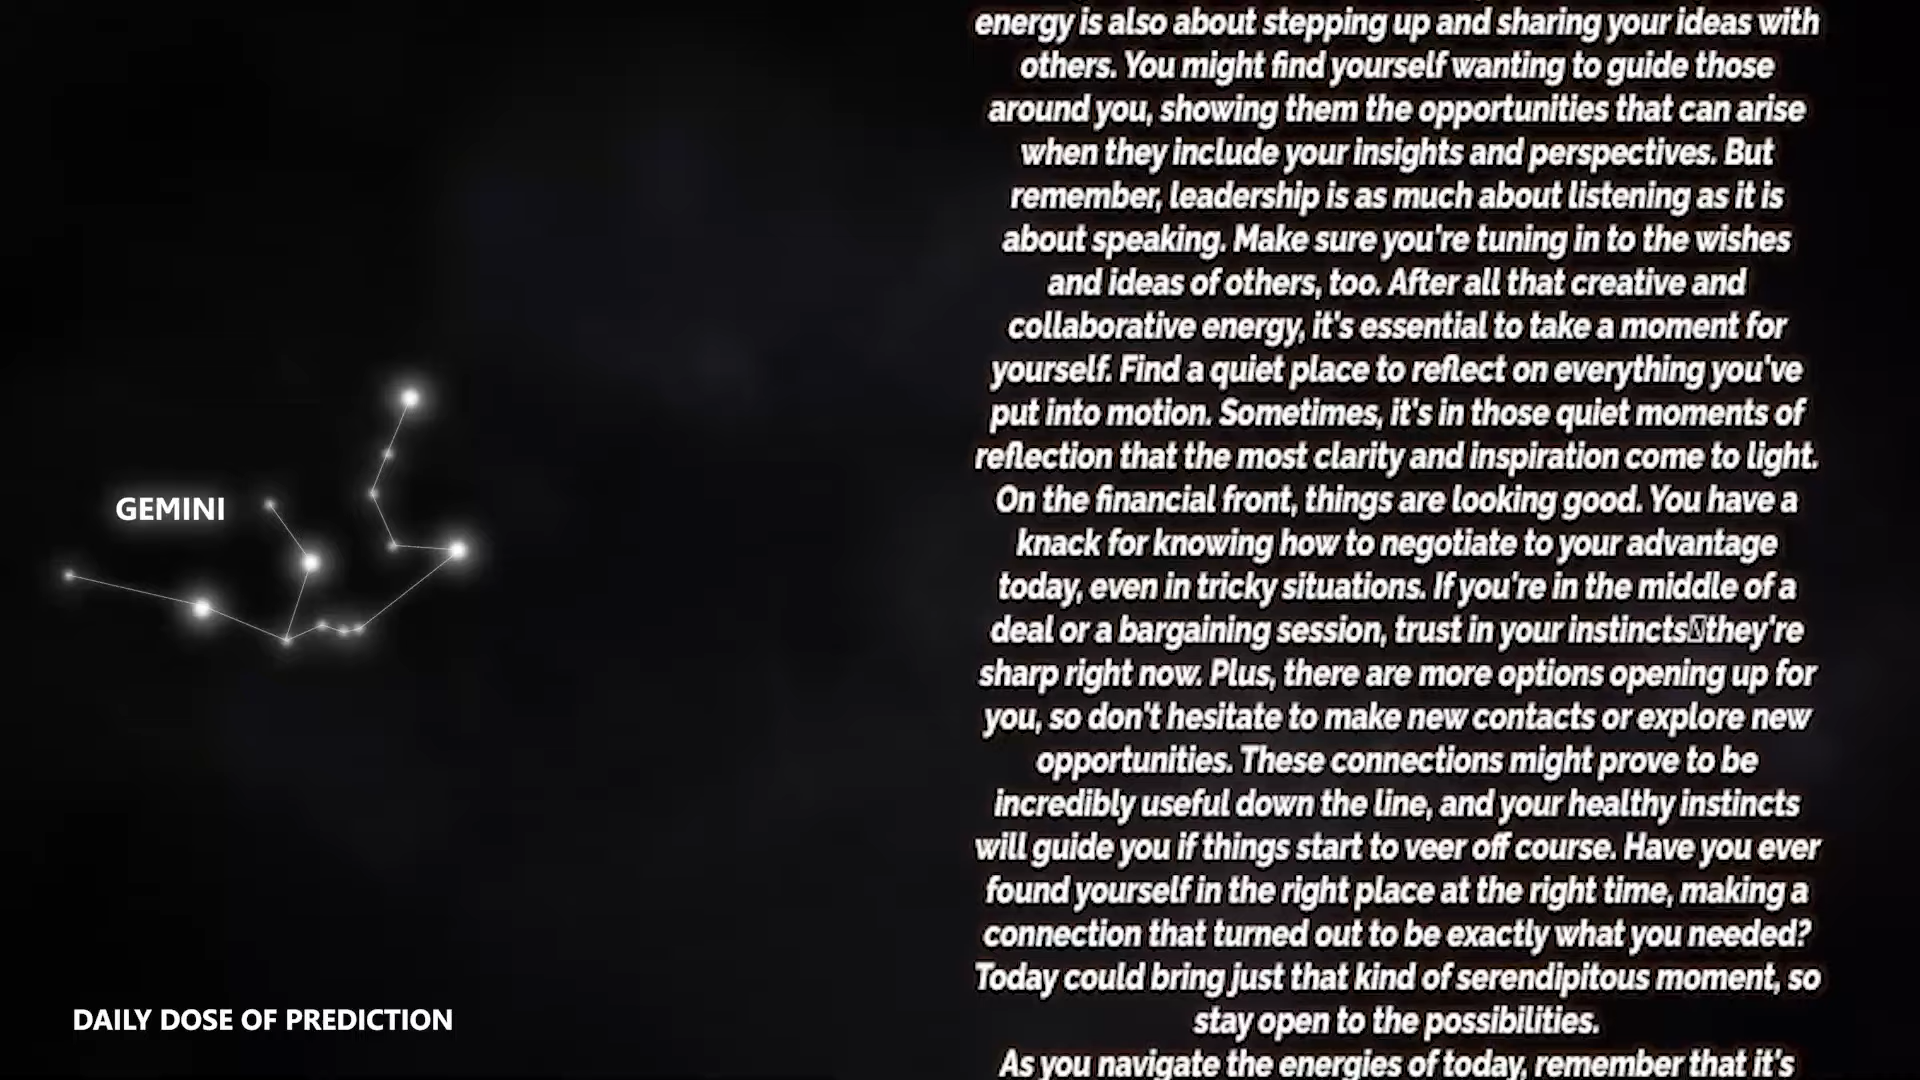 energy is also about stepping up and sharing your ideas with
others. You might find yourself wanting to guide those
around you, showing them the opportunities that can arise
when they include your insights and perspectives. But
remember, leadership is as much about listening as it is
about speaking. Make sure you're tuning in to the wishes
and ideas of others, too. After all that creative and
collaborative energy, it's essential to take a moment for
yourself. Find a quiet place to reflect on everything you've
put into motion. Sometimes, it's in those quiet moments of
reflection that the most clarity and inspiration come to light.
On the financial front, things are looking good. You have a
knack for knowing how to negotiate to your advantage
today, even in tricky situations. If you're in the middle of a
deal or a bargaining session, trust in your instincts they're
sharp right now. Plus, there are more options opening up for
you, so don't hesitate to make new contacts or explore new
opportunities. These connections might prove to be
incredibly useful down the line, and your healthy instincts
will guide you if things start to veer off course. Have you ever
found yourself in the right place at the right time, making a
connection that turned out to be exactly what you needed?
Today could bring just that kind of serendipitous moment, so
stay open to the possibilities.
As you navigate the energies of today, remember that it's
GEMINI
DAILY DOSE OF PREDICTION